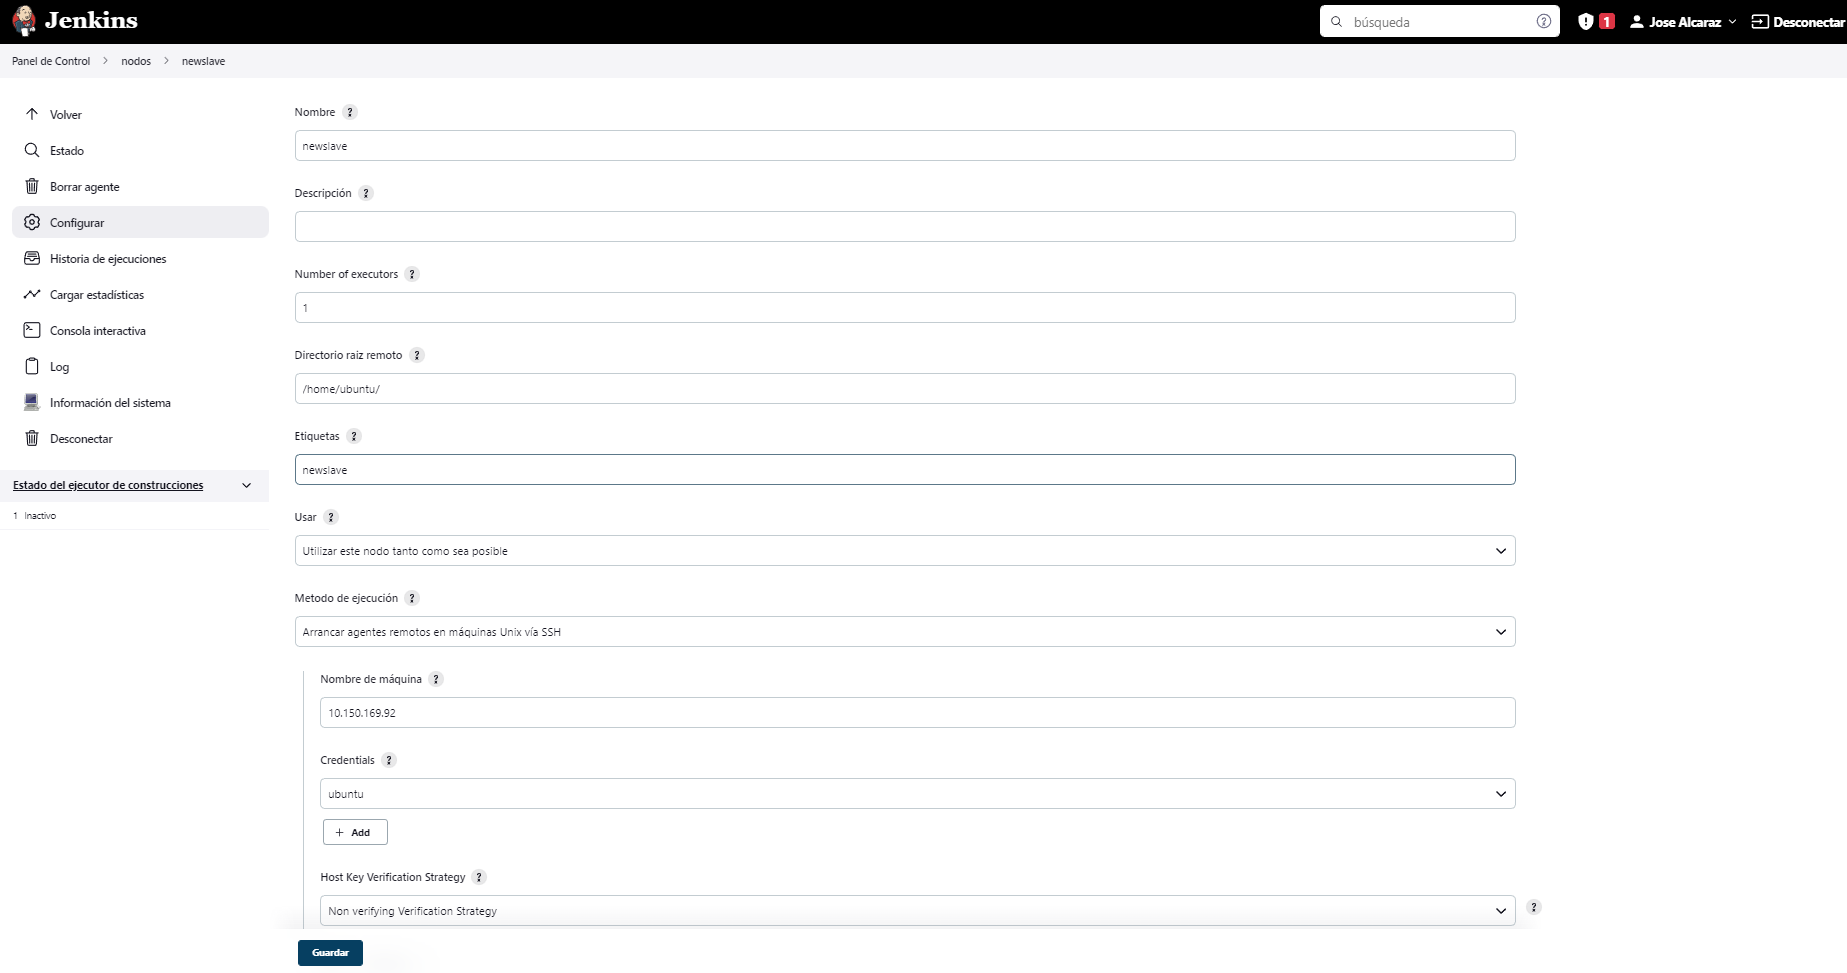 Jenkins
búsqueda
1
Jose Alcaraz
Desconectar
Panel de Control > nodos > newslave
Volver
Estado
Borrar agente
Configurar
Historia de ejecuciones
Cargar estadísticas
Consola interactiva
Log
Información del sistema
Desconectar
Estado del ejecutor de construcciones
1 Inactivo
Nombre ?
newslave
Descripción ?
Number of executors ?
1
Directorio raiz remoto ?
/home/ubuntu/
Etiquetas ?
newslave
Usar ?
Utilizar este nodo tanto como sea posible
Metodo de ejecución ?
Arrancar agentes remotos en máquinas Unix vía SSH
Nombre de máquina ?
10.150.169.92
Credentials ?
ubuntu
+ Add
Host Key Verification Strategy ?
Non verifying Verification Strategy
?
Guardar